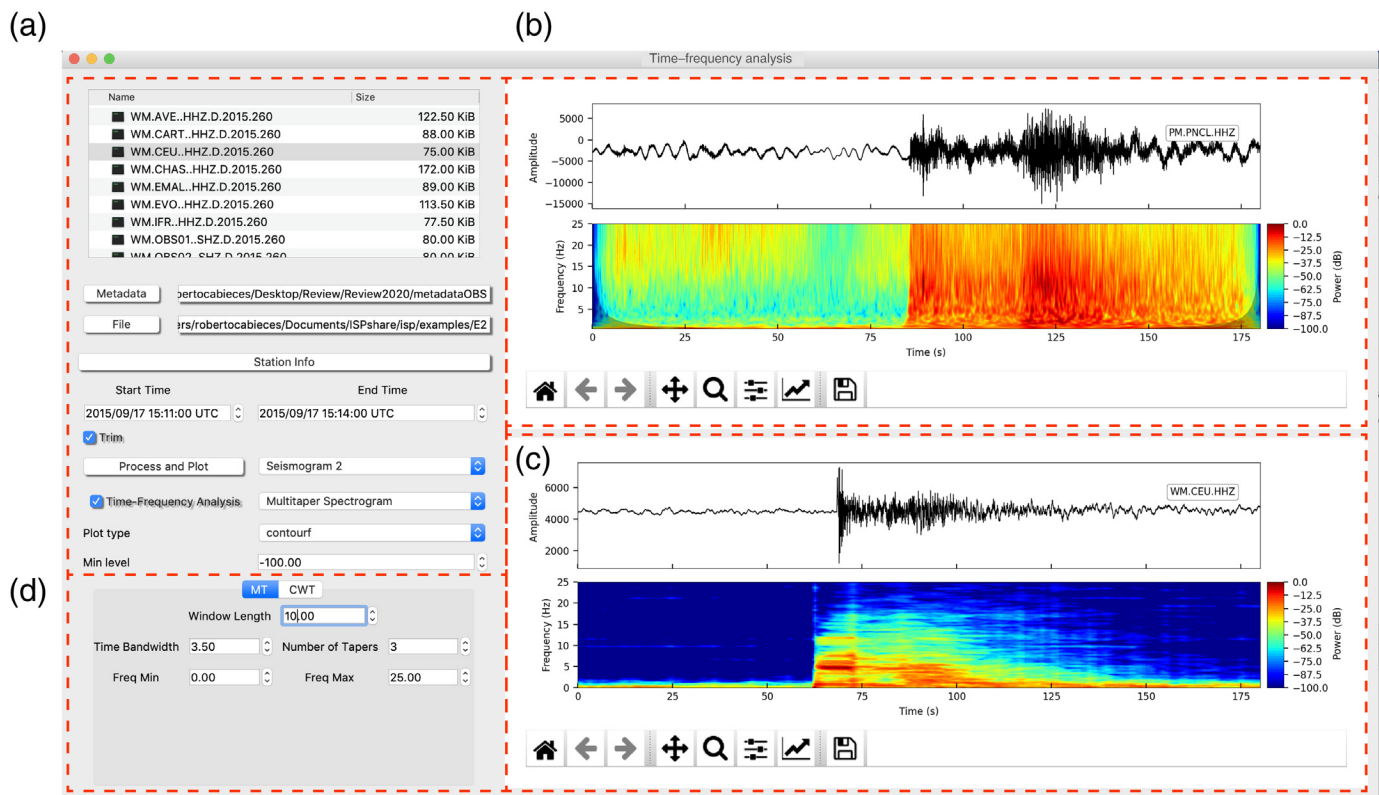 (a)
(b)
Time–frequency analysis
Name Size
WM.AVE..HHZ.D.2015.260 122.50 KiB
WM.CART..HHZ.D.2015.260 88.00 KiB
WM.CEU..HHZ.D.2015.260 75.00 KiB
WM.CHAS..HHZ.D.2015.260 172.00 KiB
WM.EMAL..HHZ.D.2015.260 89.00 KiB
WM.EVO..HHZ.D.2015.260 113.50 KiB
WM.IFR..HHZ.D.2015.260 77.50 KiB
WM.OBS01..SHZ.D.2015.260 80.00 KiB
WM.OBS02..SHZ.D.2015.260 80.00 KiB
Metadata bertocabieces/Desktop/Review/Review2020/metadataOBS
File ers/robertocabieces/Documents/ISPshare/isp/examples/E2
Station Info
Start Time End Time
2015/09/17 15:11:00 UTC 2015/09/17 15:14:00 UTC
Trim
Process and Plot Seismogram 2
Time-Frequency Analysis Multitaper Spectrogram
Plot type contourf
Min level -100.00
(d)
MT CWT
Window Length 10.00
Time Bandwidth 3.50 Number of Tapers 3
Freq Min 0.00 Freq Max 25.00
Amplitude
5000
0
−5000
−10000
−15000
PM.PNCL.HHZ
Frequency (Hz)
25
20
15
10
5
0 25 50 75 100 125 150 175
Time (s)
0.0
−12.5
−25.0
−37.5
−50.0
−62.5
−75.0
−87.5
−100.0
Power (dB)
(c)
Amplitude
6000
4000
2000
WM.CEU.HHZ
Frequency (Hz)
25
20
15
10
5
0
0 25 50 75 100 125 150 175
Time (s)
0.0
−12.5
−25.0
−37.5
−50.0
−62.5
−75.0
−87.5
−100.0
Power (dB)